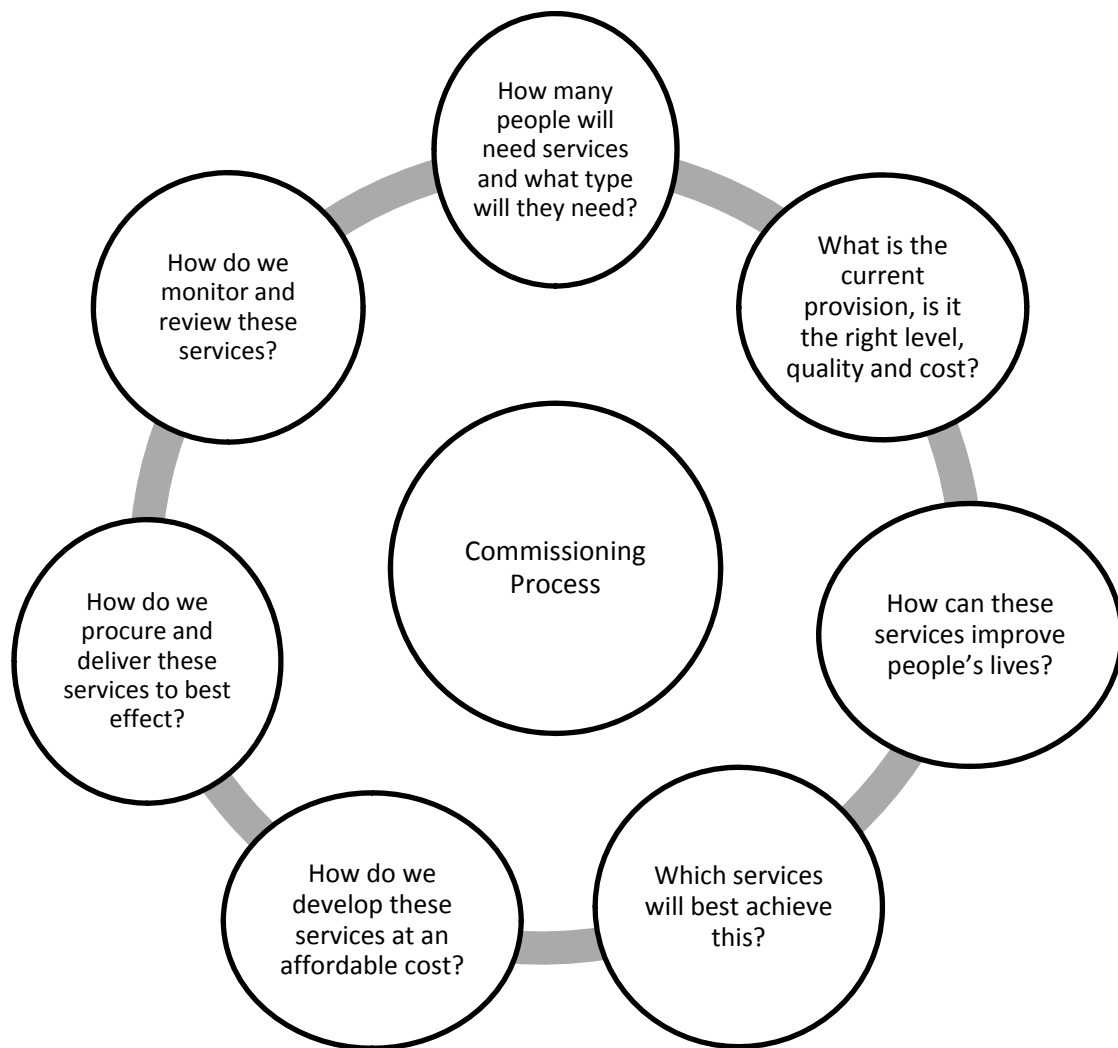 How many
people will
need services
and what type
will they need?
What is the
current
provision, is it
the right level,
quality and cost?
How can these
services improve
people’s lives?
Which services
will best achieve
this?
How do we
develop these
services at an
affordable cost?
How do we
procure and
deliver these
services to best
effect?
How do we
monitor and
review these
services?
Commissioning
Process